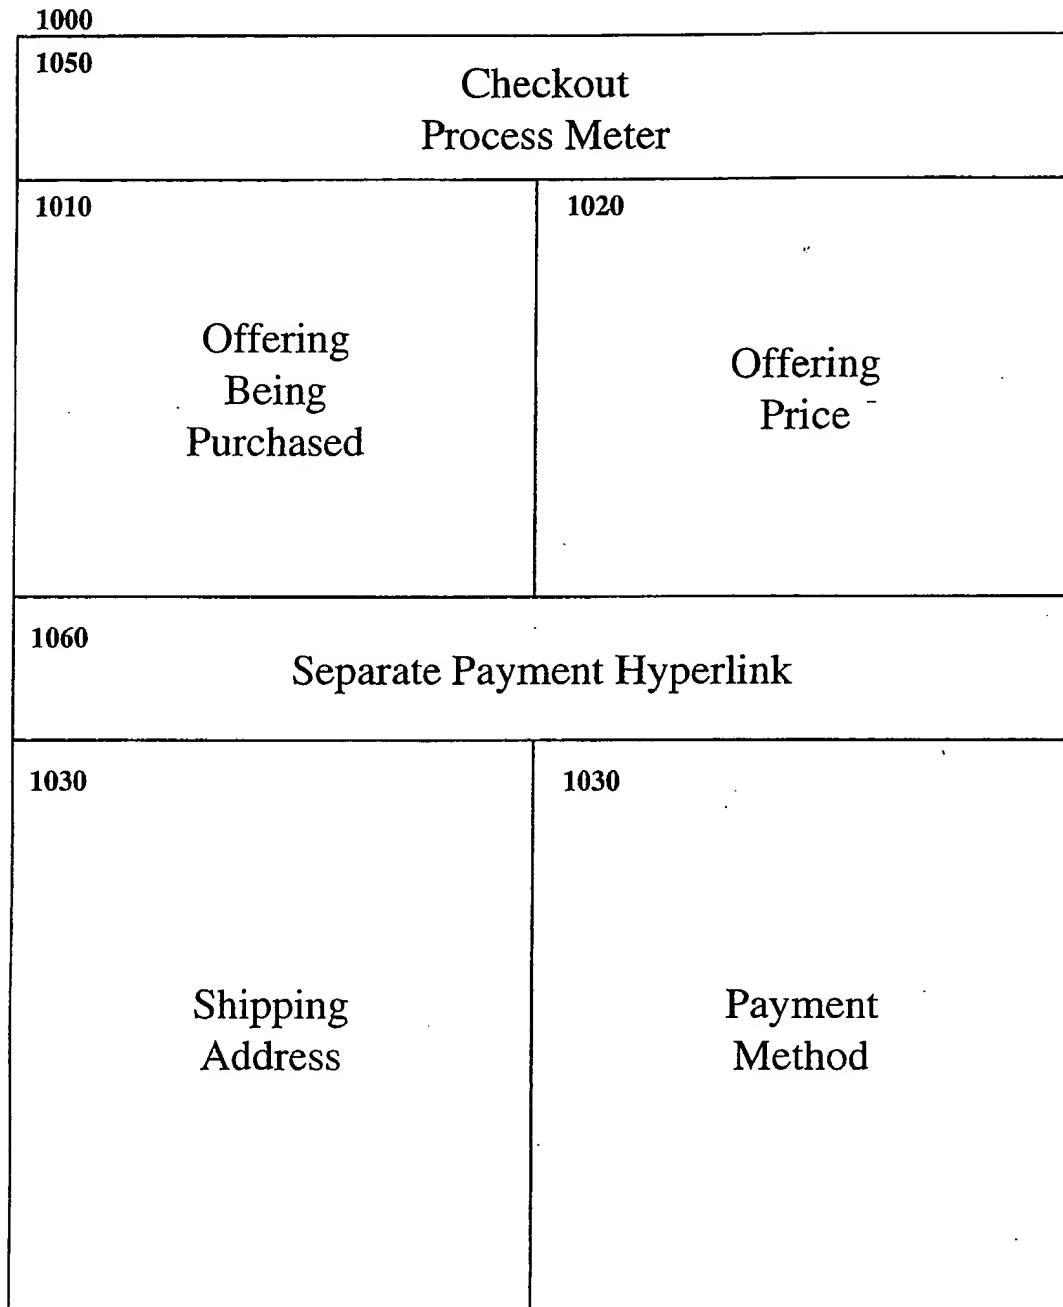 1000
1050
Checkout
Process Meter
1010
1020
Offering
Being
Purchased
Offering
Price
1060
Separate Payment Hyperlink
1030
1030
Shipping
Address
Payment
Method